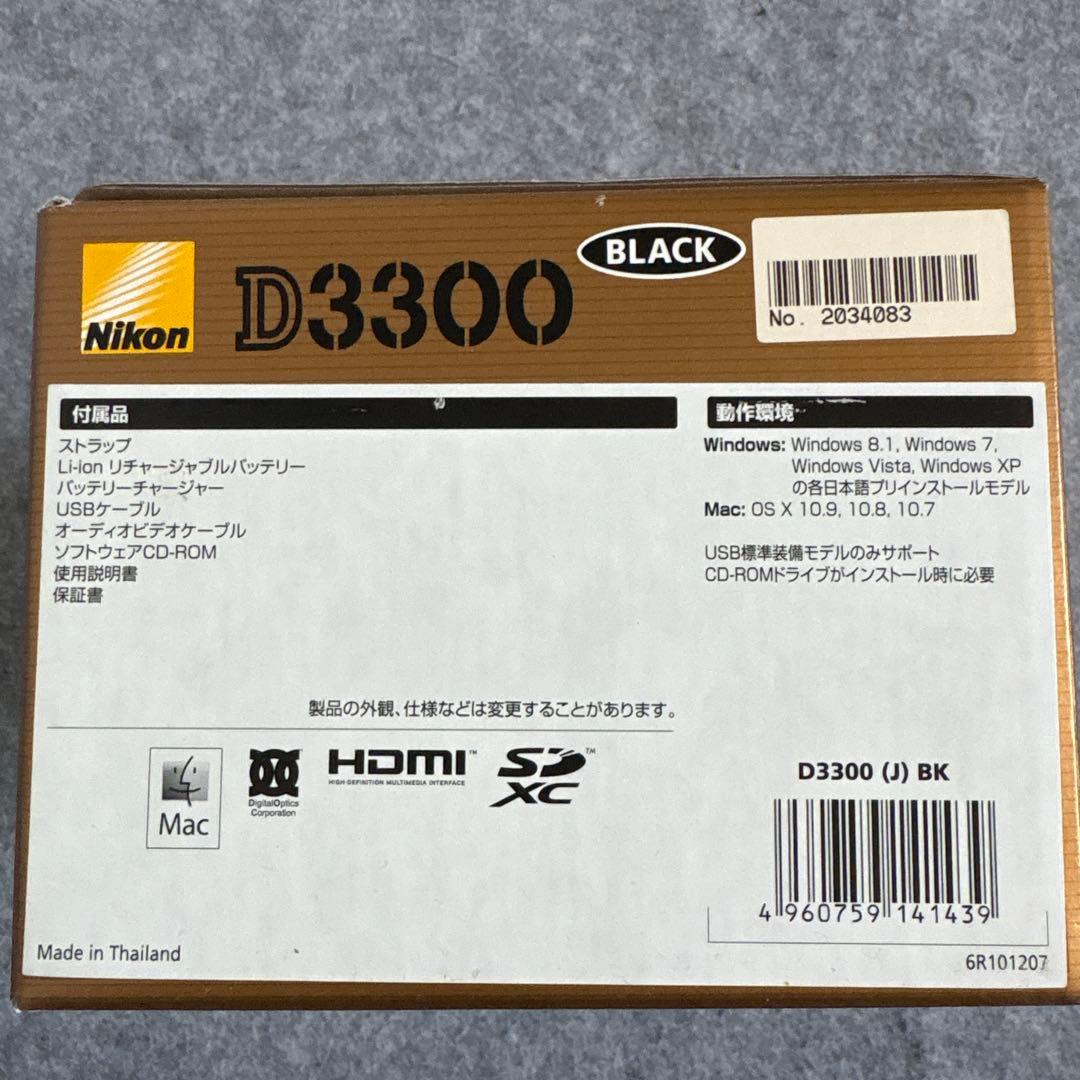 Nikon
D3300
BLACK
No. 2034083
付属品
ストラップ
Li-ion リチャージャブルバッテリー
バッテリーチャージャー
USBケーブル
オーディオビデオケーブル
ソフトウェアCD-ROM
使用説明書
保証書
製品の外観、仕様などは変更することがあります。
動作環境
Windows: Windows 8.1, Windows 7,
Windows Vista, Windows XP
の各日本語プリインストールモデル
Mac: OS X 10.9, 10.8, 10.7
USB標準装備モデルのみサポート
CD-ROMドライブがインストール時に必要
Mac
DigitalOptics
Corporation
HDMI™
HIGH-DEFINITION MULTIMEDIA INTERFACE
SD™
XC
D3300 (J) BK
4 960759 141439
Made in Thailand
6R101207